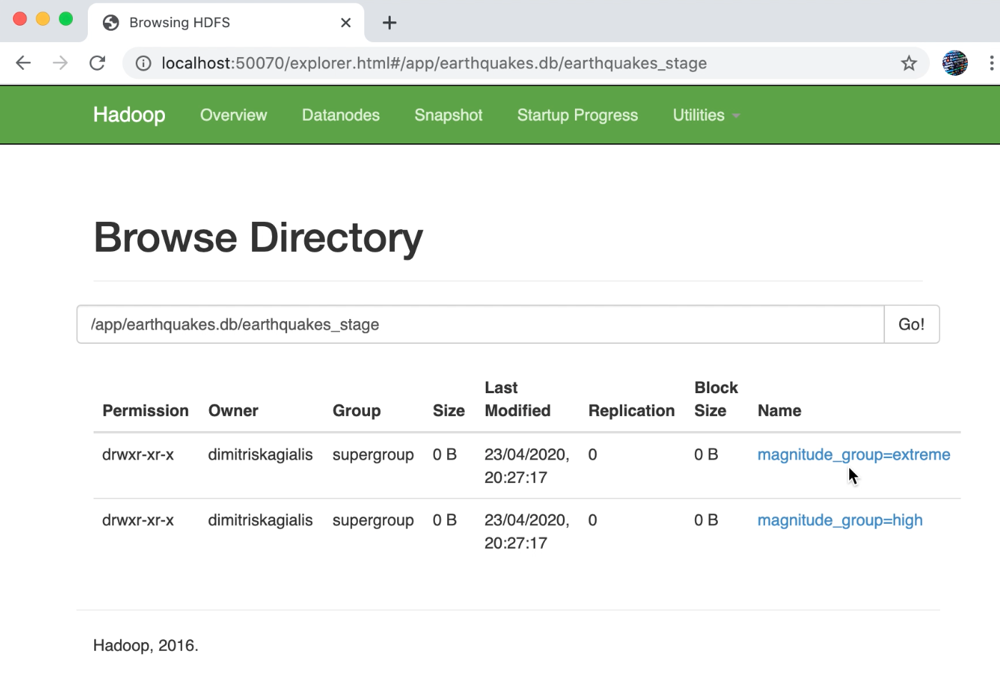 Browsing HDFS
localhost:50070/explorer.html#/app/earthquakes.db/earthquakes_stage
Hadoop Overview Datanodes Snapshot Startup Progress Utilities
Browse Directory
/app/earthquakes.db/earthquakes_stage Go!
Permission Owner Group Size Last Modified Replication Block Size Name
drwxr-xr-x dimitriskagialis supergroup 0 B 23/04/2020, 20:27:17 0 0 B magnitude_group=extreme
drwxr-xr-x dimitriskagialis supergroup 0 B 23/04/2020, 20:27:17 0 0 B magnitude_group=high
Hadoop, 2016.